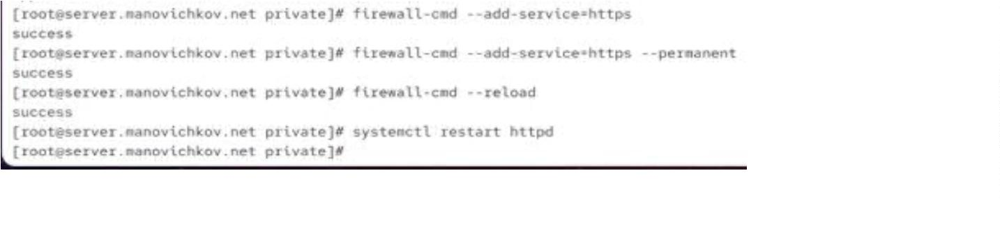 [root@server.manovichkov.net private]# firewall-cmd --add-service=https
success
[root@server.manovichkov.net private]# firewall-cmd --add-service=https --permanent
success
[root@server.manovichkov.net private]# firewall-cmd --reload
success
[root@server.manovichkov.net private]# systemctl restart httpd
[root@server.manovichkov.net private]#